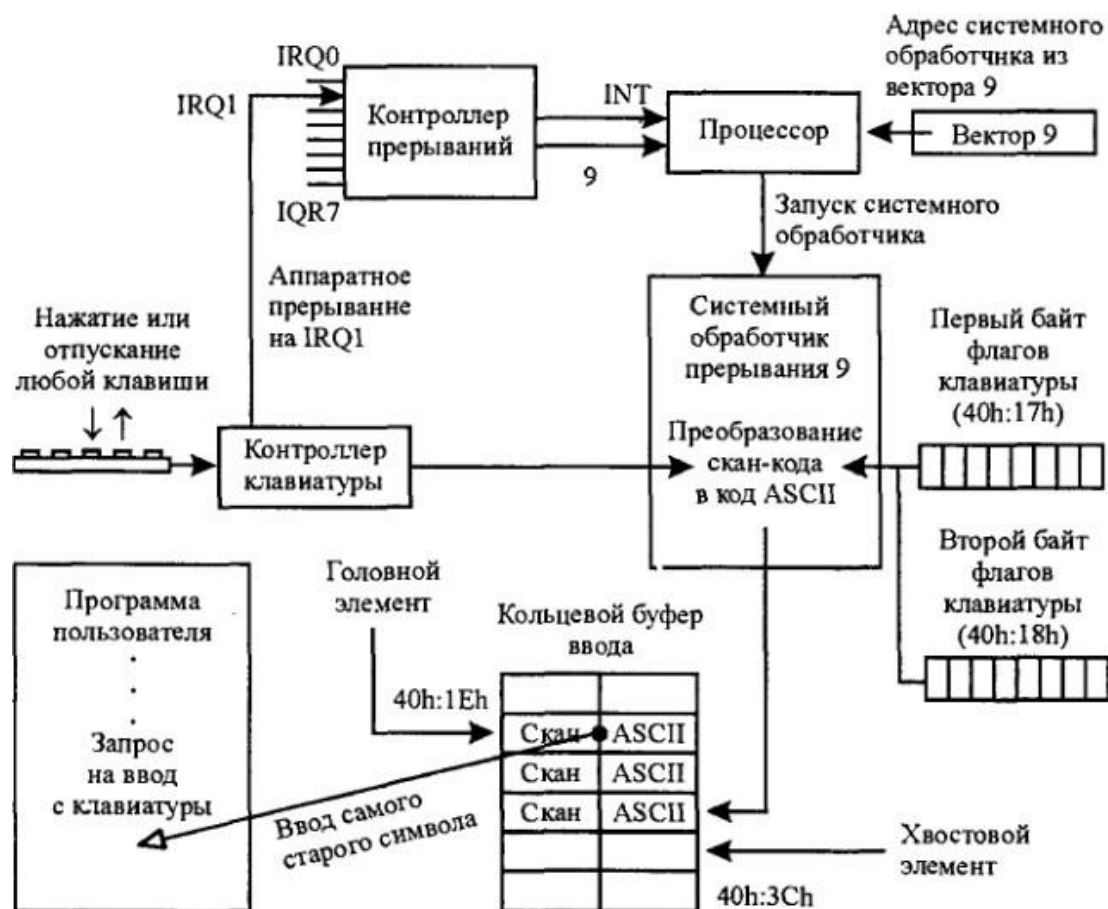 IRQ0
IRQ1
IQR7
Контроллер
прерываний
INT
9
Процессор
Адрес системного
обработчика из
вектора 9
Вектор 9
Запуск системного
обработчика
Аппаратное
прерывание
на IRQ1
Нажатие или
отпускание
любой клавиши
Контроллер
клавиатуры
Системный
обработчик
прерывания 9
Преобразование
скан-кода
в код ASCII
Первый байт
флагов
клавиатуры
(40h:17h)
Второй байт
флагов
клавиатуры
(40h:18h)
Программа
пользователя
Запрос
на ввод
с клавиатуры
Головной
элемент
Кольцевой буфер
ввода
40h:1Eh
Скан ASCII
Скан ASCII
Скан ASCII
Ввод самого
старого символа
Хвостовой
элемент
40h:3Ch